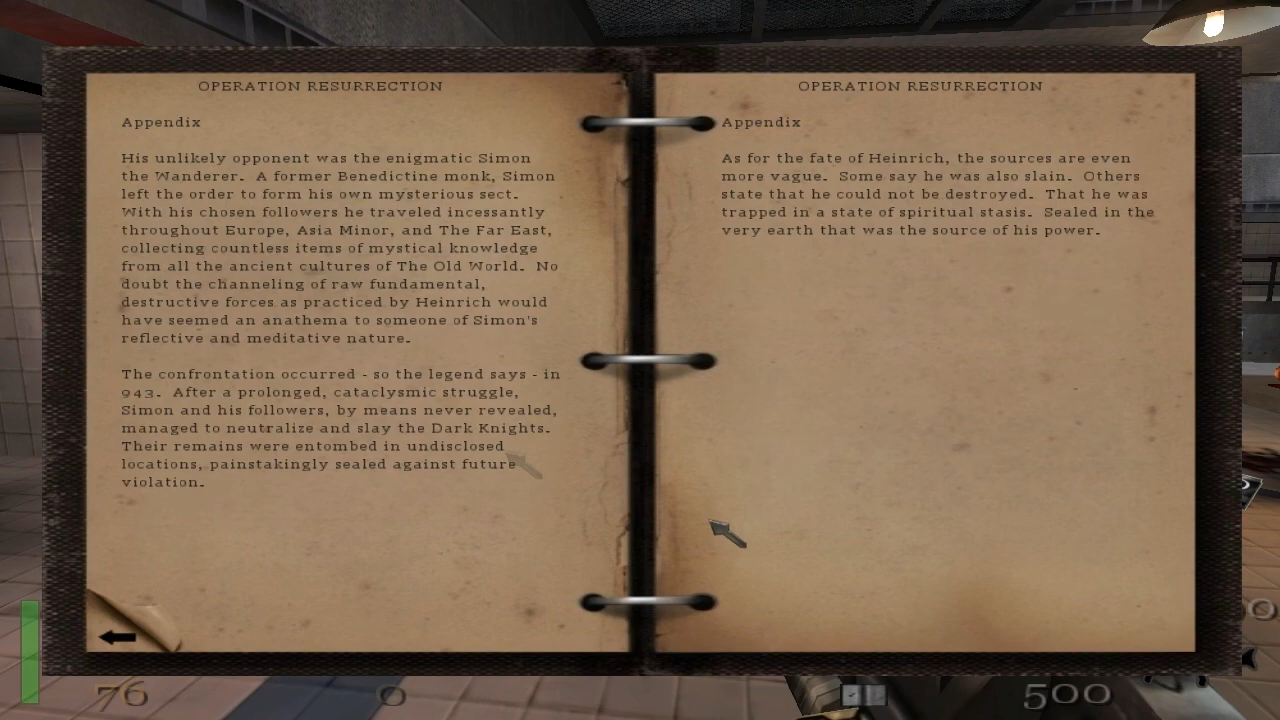 OPERATION RESURRECTION
Appendix
His unlikely opponent was the enigmatic Simon
the Wanderer. A former Benedictine monk, Simon
left the order to form his own mysterious sect.
With his chosen followers he traveled incessantly
throughout Europe, Asia Minor, and The Far East,
collecting countless items of mystical knowledge
from all the ancient cultures of The Old World. No
doubt the channeling of raw fundamental,
destructive forces as practiced by Heinrich would
have seemed an anathema to someone of Simon's
reflective and meditative nature.
The confrontation occurred - so the legend says - in
943. After a prolonged, cataclysmic struggle,
Simon and his followers, by means never revealed,
managed to neutralize and slay the Dark Knights.
Their remains were entombed in undisclosed
locations, painstakingly sealed against future
violation.
OPERATION RESURRECTION
Appendix
As for the fate of Heinrich, the sources are even
more vague. Some say he was also slain. Others
state that he could not be destroyed. That he was
trapped in a state of spiritual stasis. Sealed in the
very earth that was the source of his power.
76
0
500